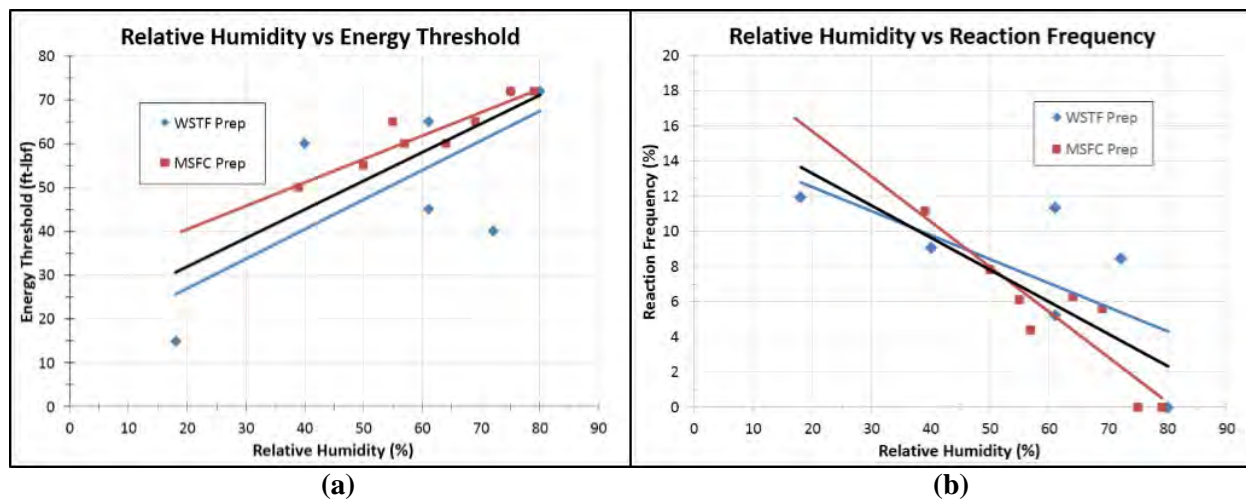 Relative Humidity vs Energy Threshold
80
70
60
50
40
30
20
10
0
Energy Threshold (ft-lbf)
WSTF Prep
MSFC Prep
0 10 20 30 40 50 60 70 80 90
Relative Humidity (%)
(a)
Relative Humidity vs Reaction Frequency
20
18
16
14
12
10
8
6
4
2
0
Reaction Frequency (%)
WSTF Prep
MSFC Prep
0 10 20 30 40 50 60 70 80 90
Relative Humidity (%)
(b)